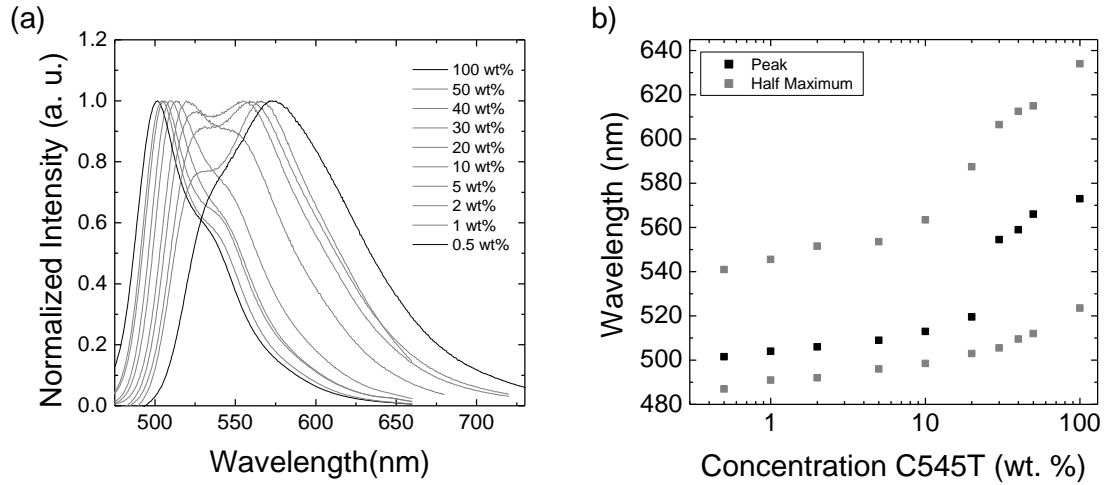 (a)
Normalized Intensity (a. u.)
1.2
1.0
0.8
0.6
0.4
0.2
0.0
500 550 600 650 700
Wavelength(nm)
100 wt%
50 wt%
40 wt%
30 wt%
20 wt%
10 wt%
5 wt%
2 wt%
1 wt%
0.5 wt%
(b)
Wavelength (nm)
640
620
600
580
560
540
520
500
480
1 10 100
Concentration C545T (wt. %)
Peak
Half Maximum